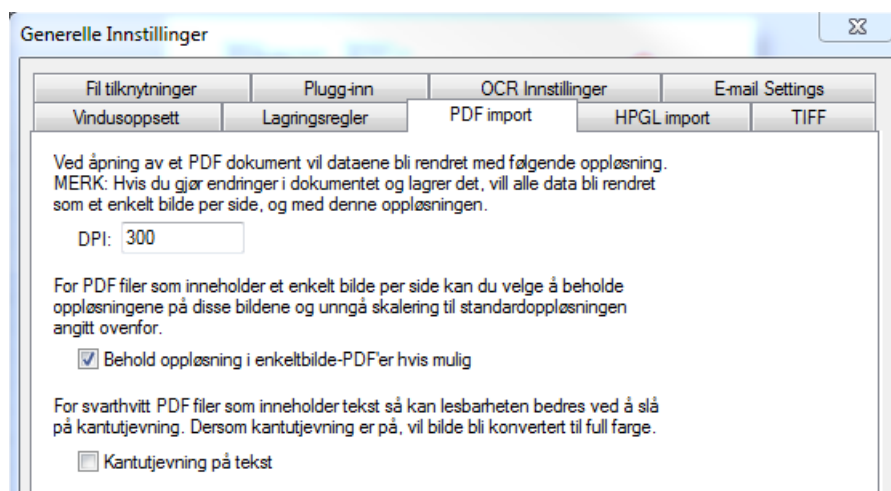 Generelle Innstillinger
Fil tilknytninger Plugg-inn OCR Innstillinger E-mail Settings
Vindusoppsett Lagringsregler PDF import HPGL import TIFF
Ved åpning av et PDF dokument vil dataene bli rendret med følgende oppløsning.
MERK: Hvis du gjør endringer i dokumentet og lagrer det, vill alle data bli rendret
som et enkelt bilde per side, og med denne oppløsningen.
DPI: 300
For PDF filer som inneholder et enkelt bilde per side kan du velge å beholde
oppløsningene på disse bildene og unngå skalering til standardoppløsningen
angitt ovenfor.
Behold oppløsning i enkeltbilde-PDF'er hvis mulig
For svarthvitt PDF filer som inneholder tekst så kan lesbarheten bedres ved å slå
på kantutjevning. Dersom kantutjevning er på, vil bilde bli konvertert til full farge.
Kantutjevning på tekst